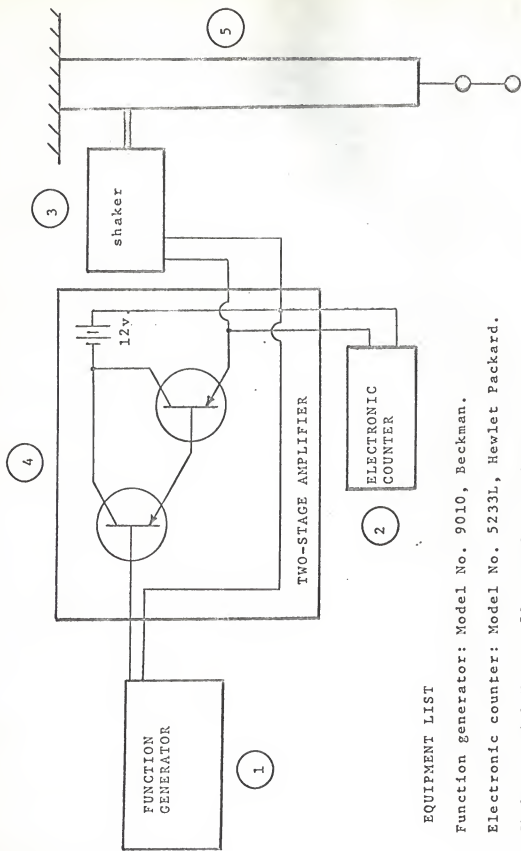 4
3
5
shaker
12v.
FUNCTION
GENERATOR
TWO-STAGE AMPLIFIER
ELECTRONIC
COUNTER
1
2
EQUIPMENT LIST
Function generator: Model No. 9010, Beckman.
Electronic counter: Model No. 5233L, Hewlet Packard.